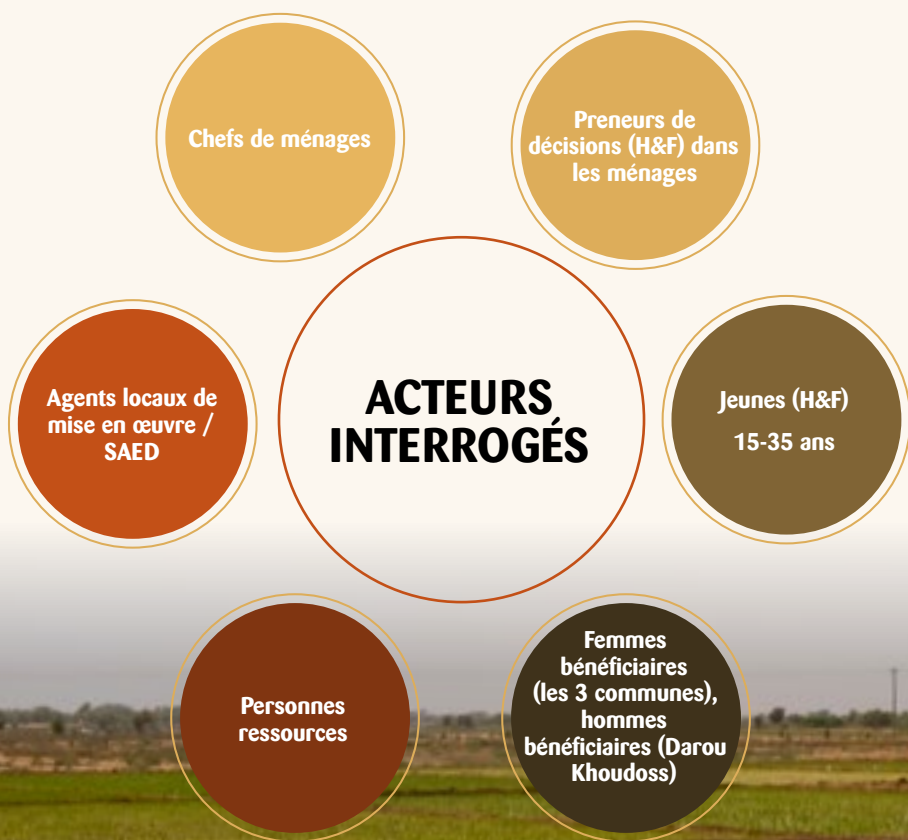 Chefs de ménages
Preneurs de
décisions (H&F) dans
les ménages
Agents locaux de
mise en œuvre /
SAED
ACTEURS
INTERROGÉS
Jeunes (H&F)
15-35 ans
Personnes
ressources
Femmes
bénéficiaires
(les 3 communes),
hommes
bénéficiaires (Darou
Khoudoss)